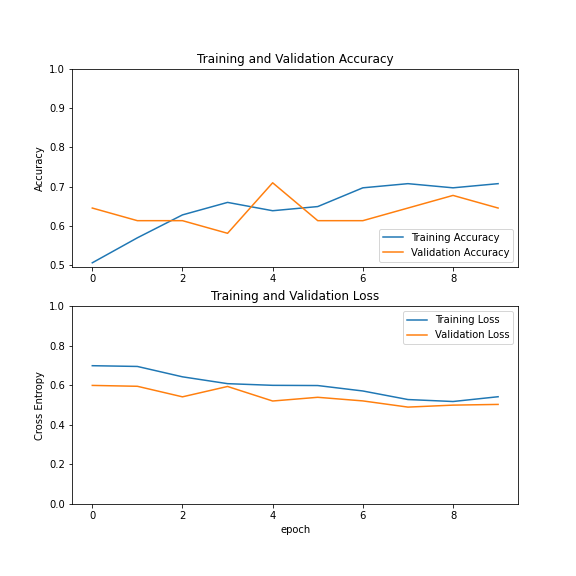 Training and Validation Accuracy
1.0
0.9
0.8
0.7
0.6
0.5
Accuracy
Training Accuracy
Validation Accuracy
0 2 4 6 8
Training and Validation Loss
1.0
0.8
0.6
0.4
0.2
0.0
Cross Entropy
Training Loss
Validation Loss
0 2 4 6 8
epoch